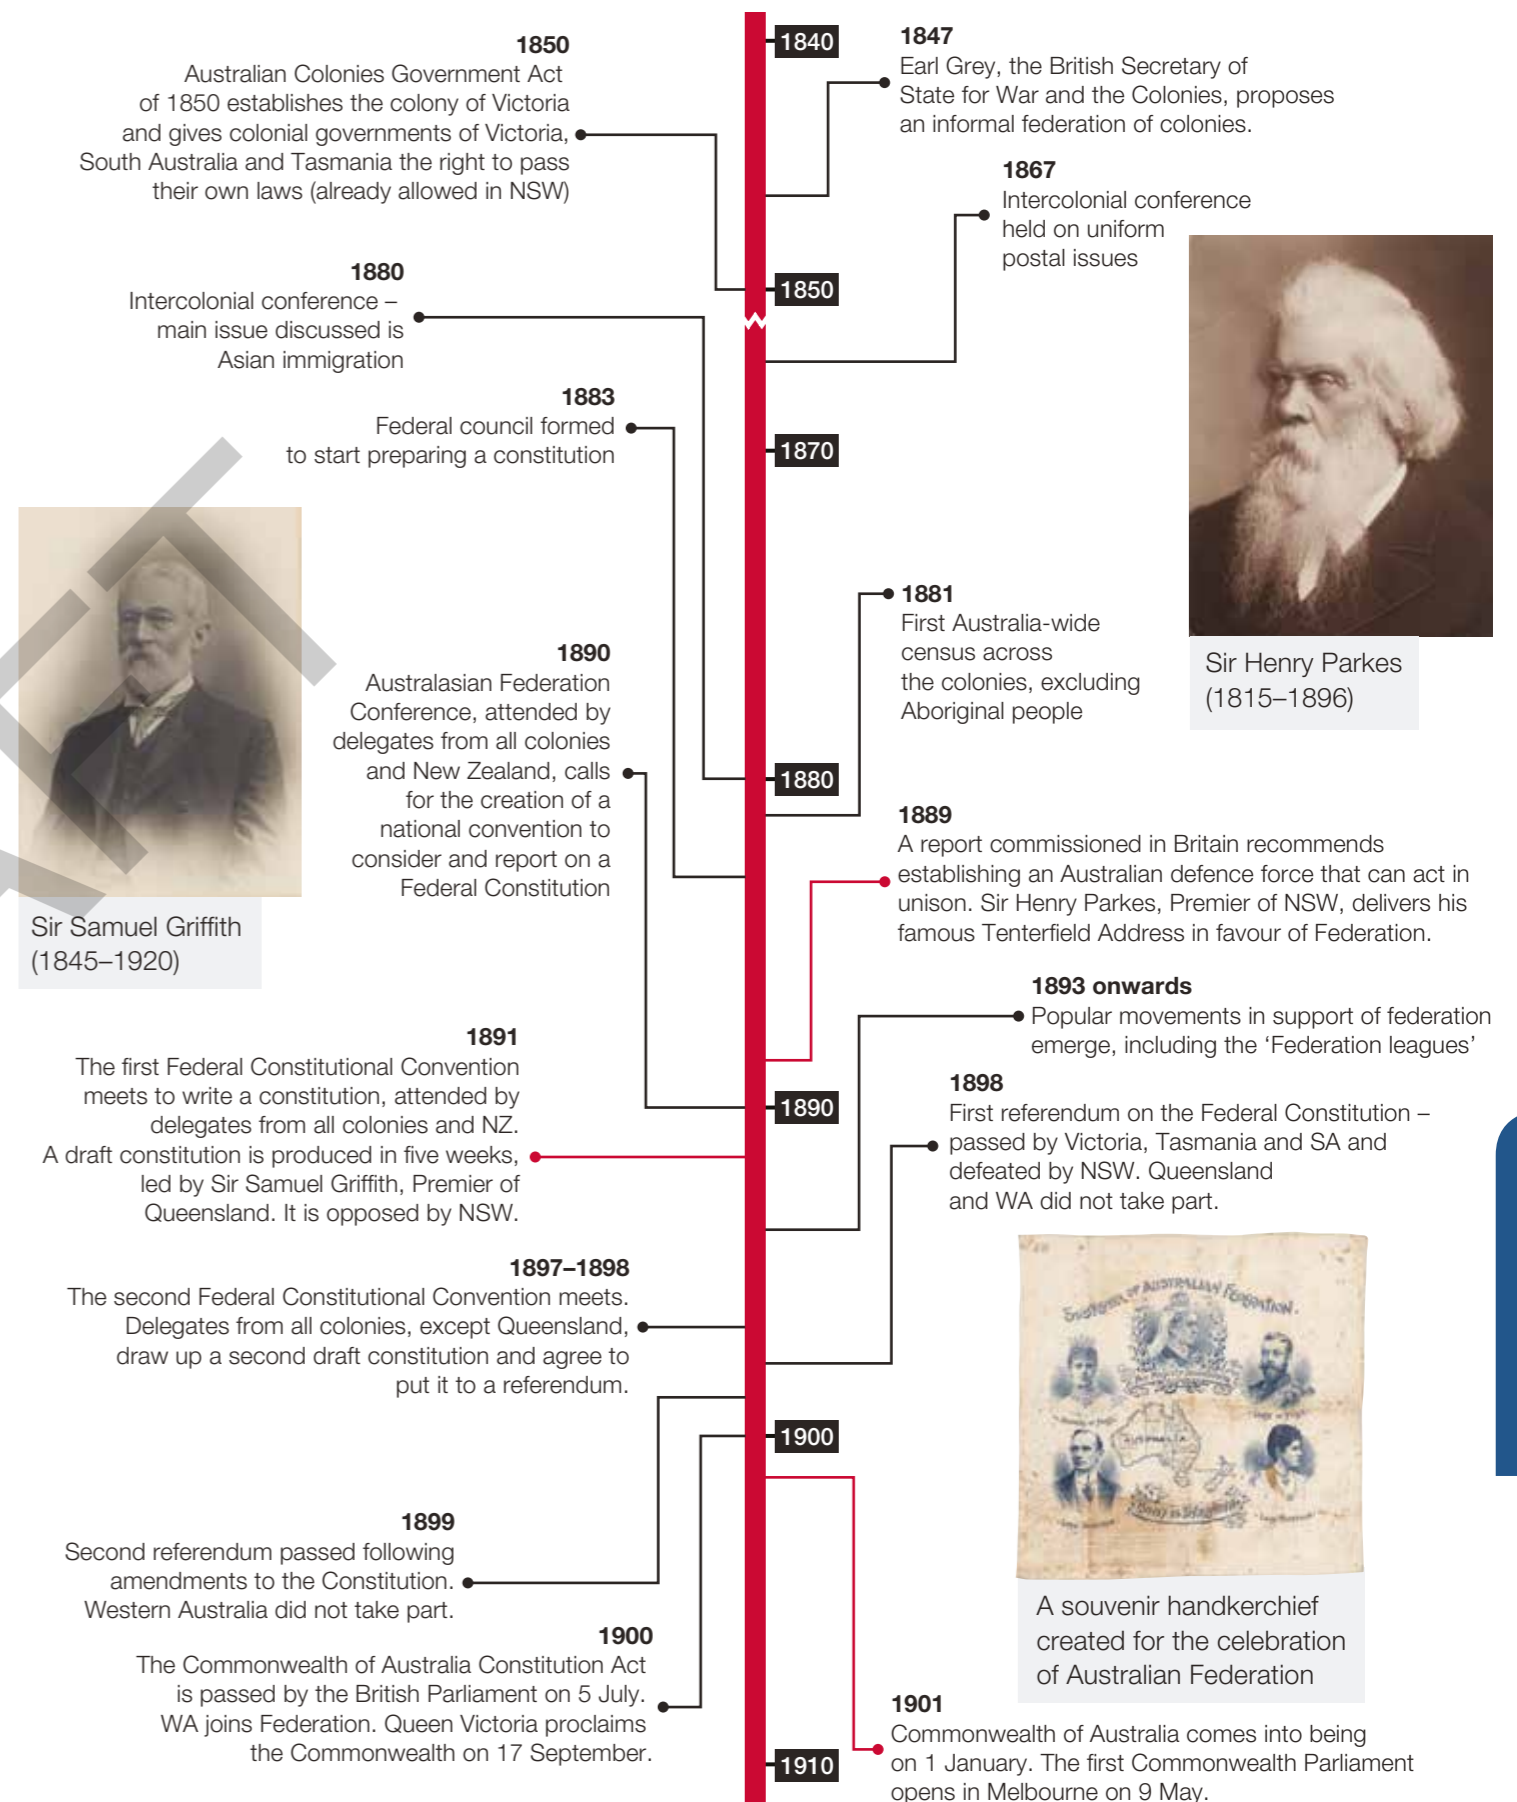 1840
1847
Earl Grey, the British Secretary of
State for War and the Colonies, proposes
an informal federation of colonies.
1850
Australian Colonies Government Act
of 1850 establishes the colony of Victoria
and gives colonial governments of Victoria,
South Australia and Tasmania the right to pass
their own laws (already allowed in NSW)
1867
Intercolonial conference
held on uniform
postal issues
1850
1880
Intercolonial conference –
main issue discussed is
Asian immigration
1883
Federal council formed
to start preparing a constitution
1870
1881
First Australia-wide
census across
the colonies, excluding
Aboriginal people
Sir Henry Parkes
(1815–1896)
1890
Australasian Federation
Conference, attended by
delegates from all colonies
and New Zealand, calls
for the creation of a
national convention to
consider and report on a
Federal Constitution
1880
1889
A report commissioned in Britain recommends
establishing an Australian defence force that can act in
unison. Sir Henry Parkes, Premier of NSW, delivers his
famous Tenterfield Address in favour of Federation.
Sir Samuel Griffith
(1845–1920)
1893 onwards
Popular movements in support of federation
emerge, including the ‘Federation leagues’
1891
The first Federal Constitutional Convention
meets to write a constitution, attended by
delegates from all colonies and NZ.
A draft constitution is produced in five weeks,
led by Sir Samuel Griffith, Premier of
Queensland. It is opposed by NSW.
1890
1898
First referendum on the Federal Constitution –
passed by Victoria, Tasmania and SA and
defeated by NSW. Queensland
and WA did not take part.
1897–1898
The second Federal Constitutional Convention meets.
Delegates from all colonies, except Queensland,
draw up a second draft constitution and agree to
put it to a referendum.
OF AUSTRALIAN FEDERATION.
AUSTRALIA
1900
1899
Second referendum passed following
amendments to the Constitution.
Western Australia did not take part.
A souvenir handkerchief
created for the celebration
of Australian Federation
1900
The Commonwealth of Australia Constitution Act
is passed by the British Parliament on 5 July.
WA joins Federation. Queen Victoria proclaims
the Commonwealth on 17 September.
1901
Commonwealth of Australia comes into being
on 1 January. The first Commonwealth Parliament
opens in Melbourne on 9 May.
1910